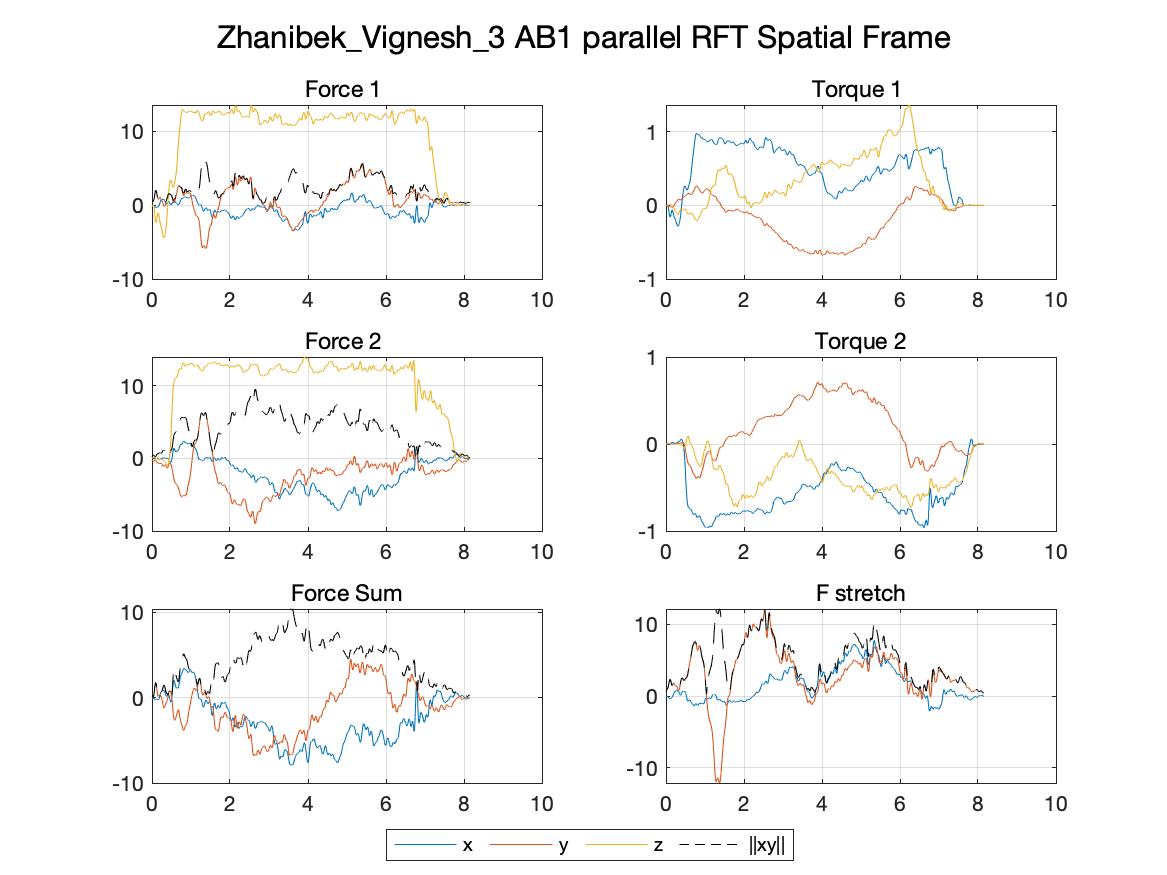 Zhanibek_Vignesh_3 AB1 parallel RFT Spatial Frame
Force 1
10
0
-10
0 2 4 6 8 10
Torque 1
1
0
-1
0 2 4 6 8 10
Force 2
10
0
-10
0 2 4 6 8 10
Torque 2
1
0
-1
0 2 4 6 8 10
Force Sum
10
0
-10
0 2 4 6 8 10
F stretch
10
0
-10
0 2 4 6 8 10
x y z ||xy||